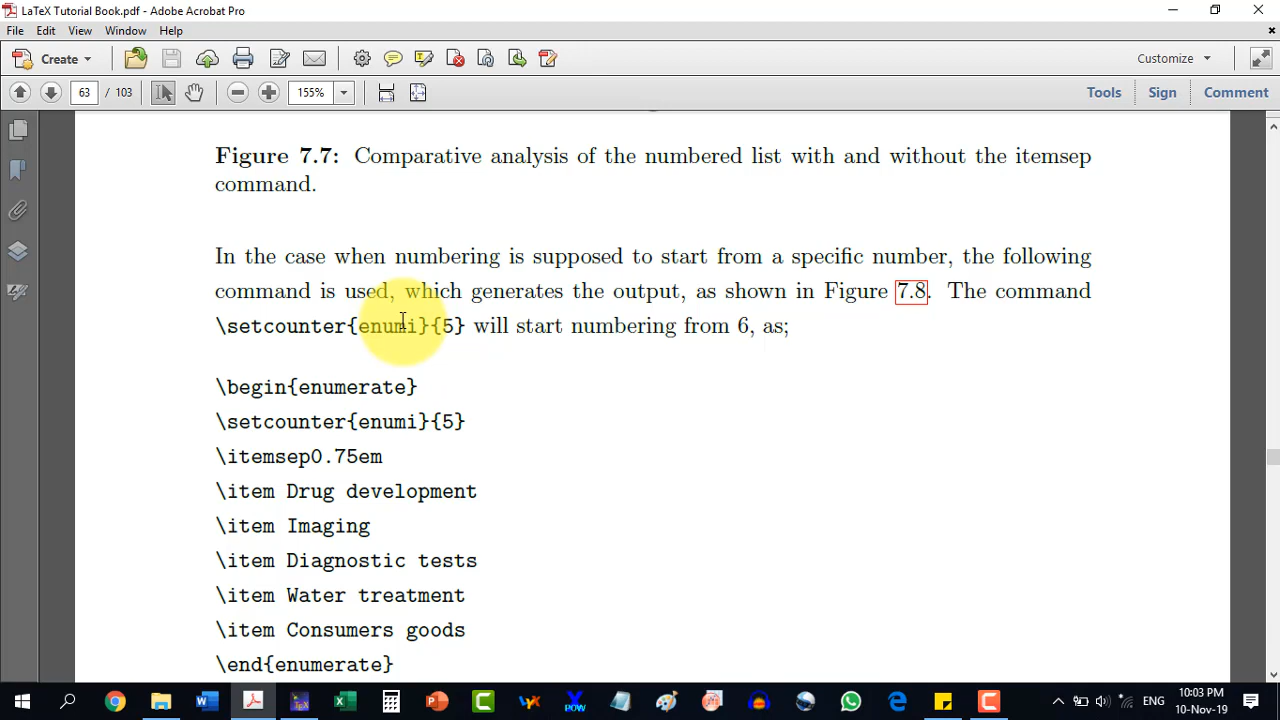 LaTeX Tutorial Book.pdf - Adobe Acrobat Pro
File Edit View Window Help
Create Customize
63 / 103 155% Tools Sign Comment
Figure 7.7: Comparative analysis of the numbered list with and without the itemsep
command.
In the case when numbering is supposed to start from a specific number, the following
command is used, which generates the output, as shown in Figure 7.8. The command
\setcounter{enumi}{5} will start numbering from 6, as;
\begin{enumerate}
\setcounter{enumi}{5}
\itemsep0.75em
\item Drug development
\item Imaging
\item Diagnostic tests
\item Water treatment
\item Consumers goods
\end{enumerate}
ENG
10:03 PM
10-Nov-19